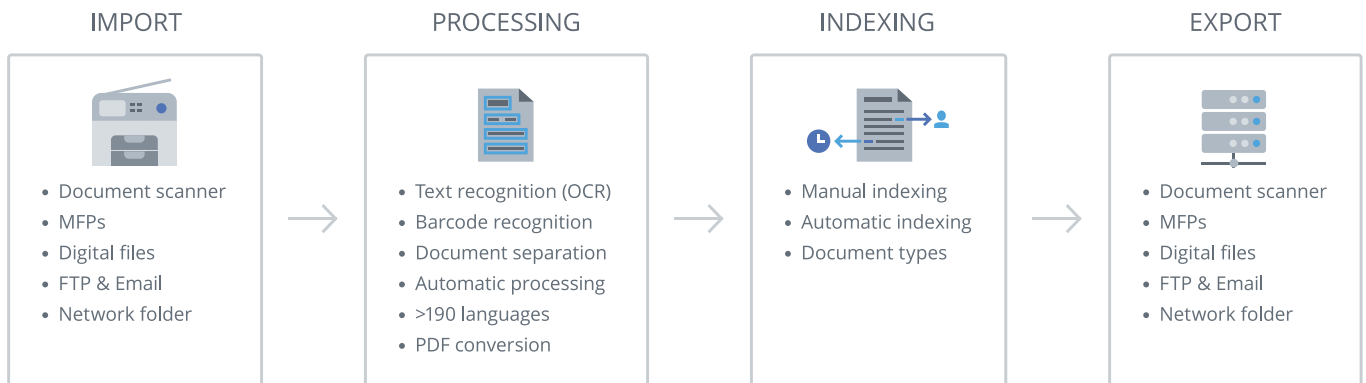 IMPORT
Document scanner
MFPs
Digital files
FTP & Email
Network folder
PROCESSING
Text recognition (OCR)
Barcode recognition
Document separation
Automatic processing
>190 languages
PDF conversion
INDEXING
Manual indexing
Automatic indexing
Document types
EXPORT
Document scanner
MFPs
Digital files
FTP & Email
Network folder